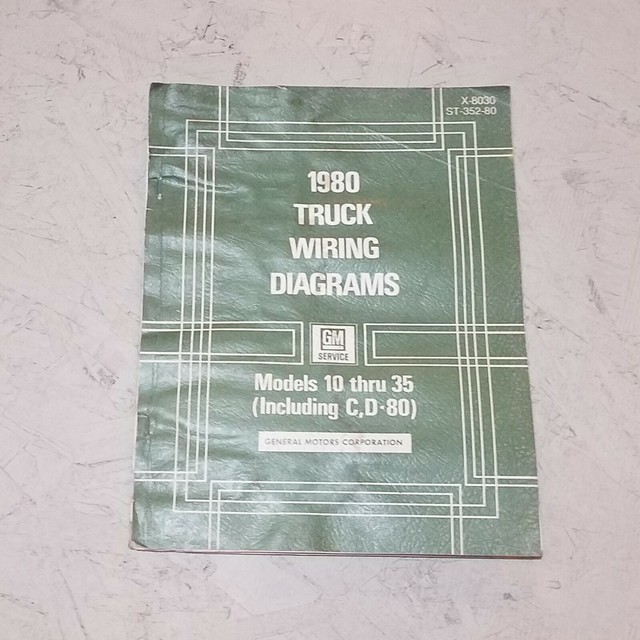 X-8030
ST-352-80
1980
TRUCK
WIRING
DIAGRAMS
GM
SERVICE
Models 10 thru 35
(Including C,D-80)
GENERAL MOTORS CORPORATION